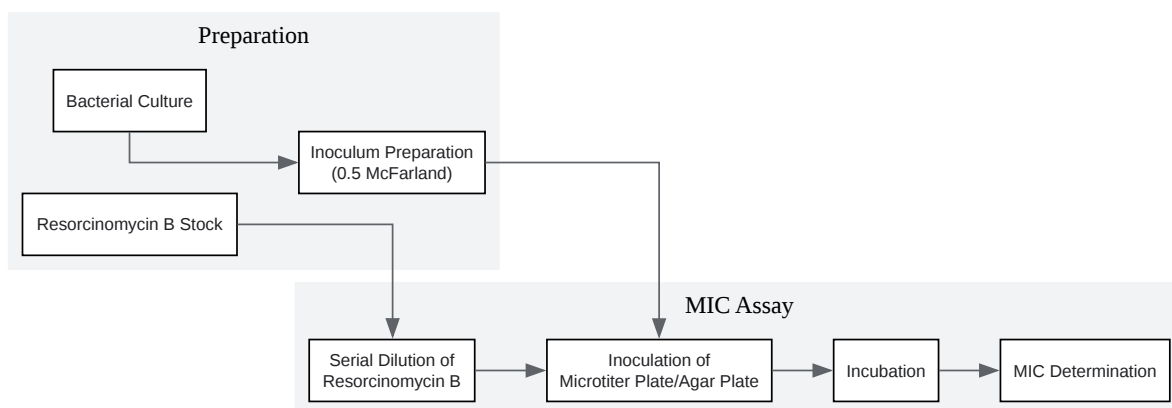 Preparation
Bacterial Culture
Inoculum Preparation
(0.5 McFarland)
Resorcinomycin B Stock
MIC Assay
Serial Dilution of
Resorcinomycin B
Inoculation of
Microtiter Plate/Agar Plate
Incubation
MIC Determination